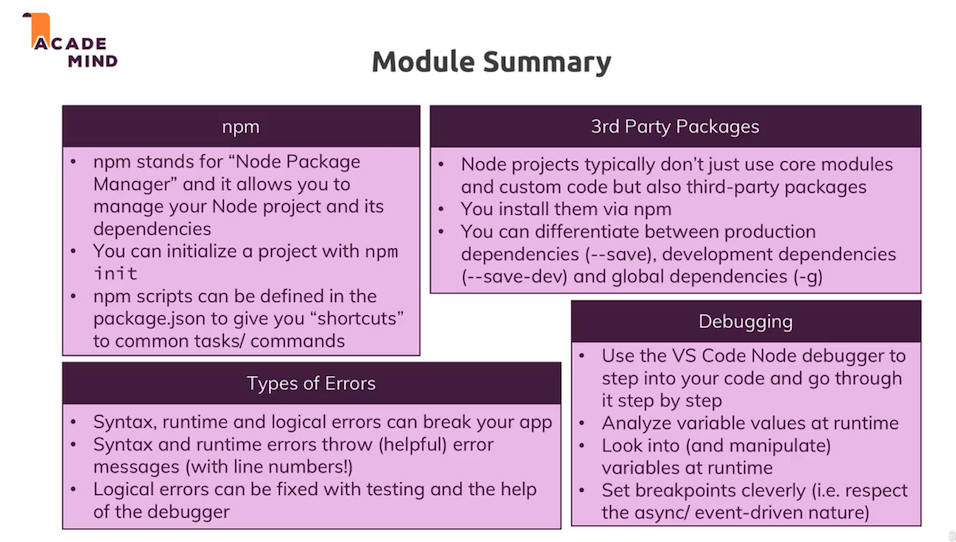 ACADE
MIND
Module Summary
npm
• npm stands for “Node Package
Manager” and it allows you to
manage your Node project and its
dependencies
• You can initialize a project with npm
init
• npm scripts can be defined in the
package.json to give you “shortcuts”
to common tasks/ commands
3rd Party Packages
• Node projects typically don’t just use core modules
and custom code but also third-party packages
• You install them via npm
• You can differentiate between production
dependencies (--save), development dependencies
(--save-dev) and global dependencies (-g)
Types of Errors
• Syntax, runtime and logical errors can break your app
• Syntax and runtime errors throw (helpful) error
messages (with line numbers!)
• Logical errors can be fixed with testing and the help
of the debugger
Debugging
• Use the VS Code Node debugger to
step into your code and go through
it step by step
• Analyze variable values at runtime
• Look into (and manipulate)
variables at runtime
• Set breakpoints cleverly (i.e. respect
the async/ event-driven nature)